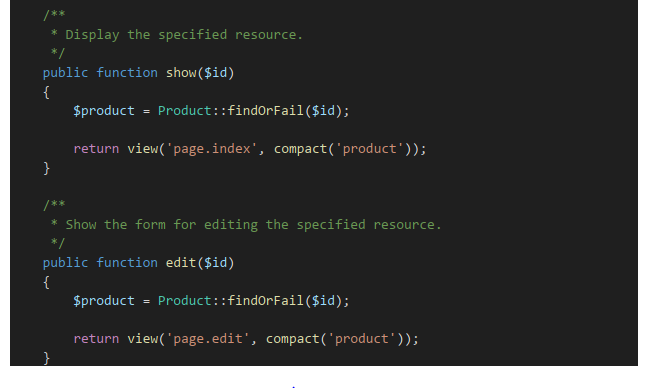 /**
 * Display the specified resource.
 */
public function show($id)
{
    $product = Product::findOrFail($id);

    return view('page.index', compact('product'));
}

/**
 * Show the form for editing the specified resource.
 */
public function edit($id)
{
    $product = Product::findOrFail($id);

    return view('page.edit', compact('product'));
}